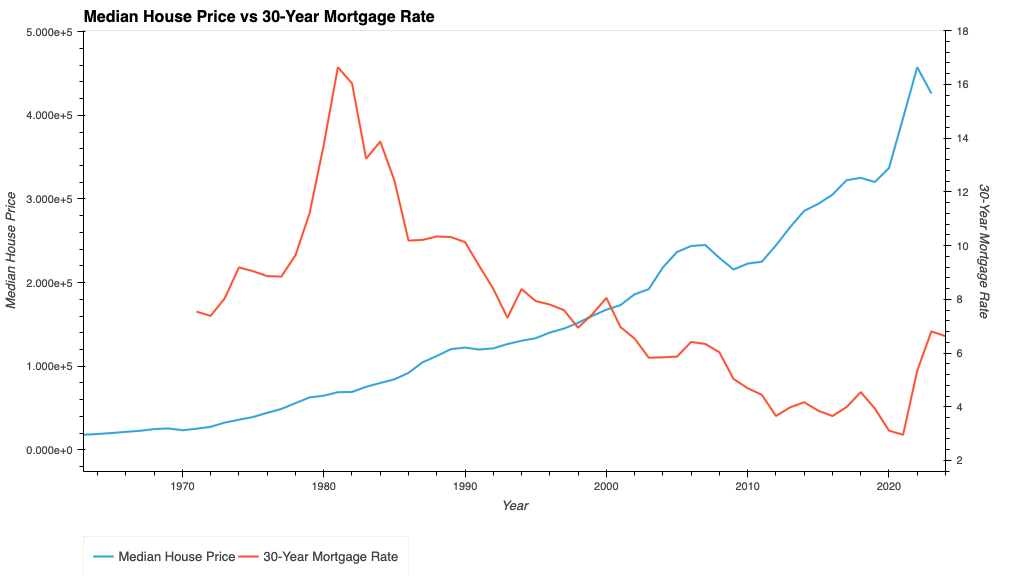 Median House Price vs 30-Year Mortgage Rate
5.000e+5
4.000e+5
3.000e+5
2.000e+5
1.000e+5
0.000e+0
Median House Price
18
16
14
12
10
8
6
4
2
30-Year Mortgage Rate
1970 1980 1990 2000 2010 2020
Year
Median House Price 30-Year Mortgage Rate